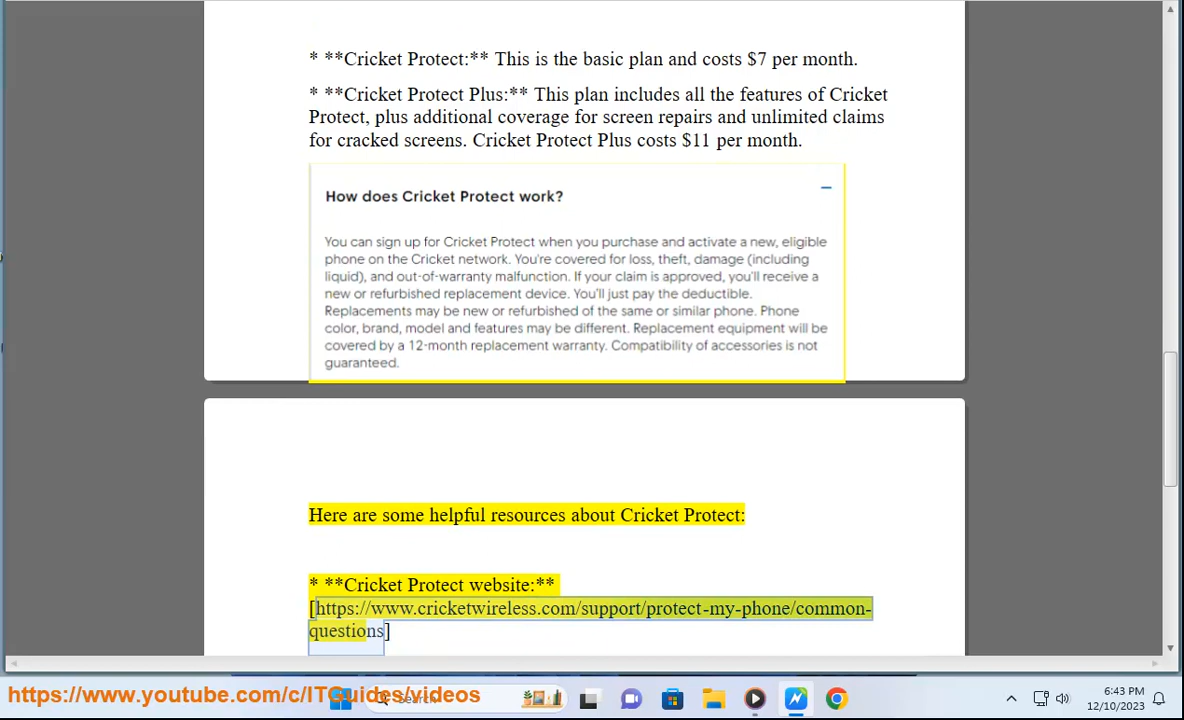 * **Cricket Protect:** This is the basic plan and costs $7 per month.
* **Cricket Protect Plus:** This plan includes all the features of Cricket
Protect, plus additional coverage for screen repairs and unlimited claims
for cracked screens. Cricket Protect Plus costs $11 per month.
How does Cricket Protect work?
You can sign up for Cricket Protect when you purchase and activate a new, eligible
phone on the Cricket network. You're covered for loss, theft, damage (including
liquid), and out-of-warranty malfunction. If your claim is approved, you'll receive a
new or refurbished replacement device. You'll just pay the deductible.
Replacements may be new or refurbished of the same or similar phone. Phone
color, brand, model and features may be different. Replacement equipment will be
covered by a 12-month replacement warranty. Compatibility of accessories is not
guaranteed.
Here are some helpful resources about Cricket Protect:
* **Cricket Protect website:**
[https://www.cricketwireless.com/support/protect-my-phone/common-
questions]
https://www.youtube.com/c/ITGuides/videos
Search
6:43 PM
12/10/2023